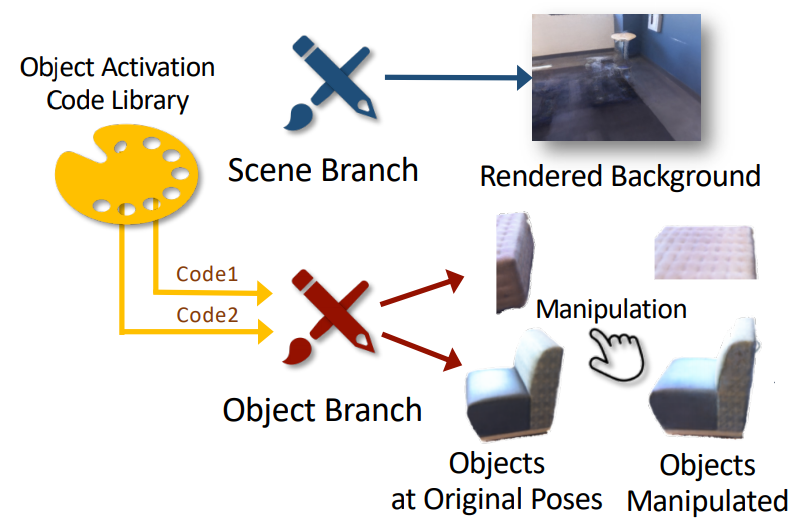 Object Activation
Code Library
Scene Branch
Rendered Background
Code1
Code2
Manipulation
Object Branch
Objects
at Original Poses
Objects
Manipulated